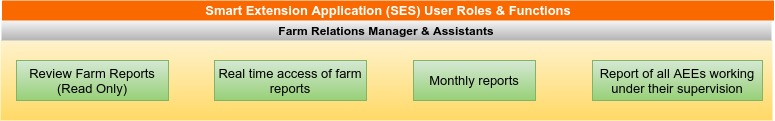 Smart Extension Application (SES) User Roles & Functions
Farm Relations Manager & Assistants
Review Farm Reports
(Read Only)
Real time access of farm
reports
Monthly reports
Report of all AEEs working
under their supervision